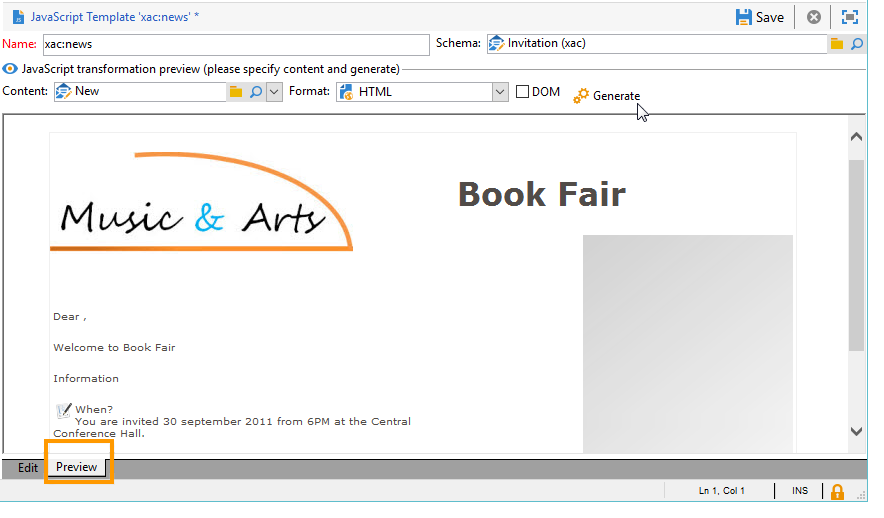 JavaScript Template 'xac:news' *
Save
Name: xac:news
Schema: Invitation (xac)
JavaScript transformation preview (please specify content and generate)
Content: New Format: HTML DOM Generate
Music & Arts
Book Fair
Dear ,
Welcome to Book Fair
Information
When?
You are invited 30 september 2011 from 6PM at the Central
Conference Hall.
Edit Preview
Ln 1, Col 1 INS